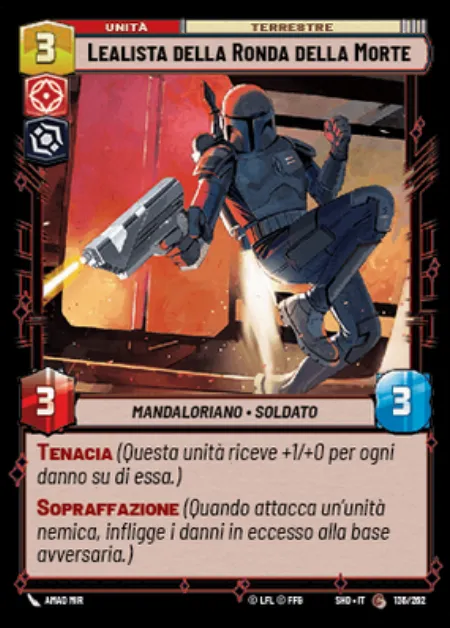 UNITÀ
TERRESTRE
3
LEALISTA DELLA RONDA DELLA MORTE
3
MANDALORIANO • SOLDATO
3
TENACIA (Questa unità riceve +1/+0 per ogni
danno su di essa.)
SOPRAFFAZIONE (Quando attacca un'unità
nemica, infligge i danni in eccesso alla base
avversaria.)
AMAD MIR
© LFL © FFG
SHD • IT
C
136/262